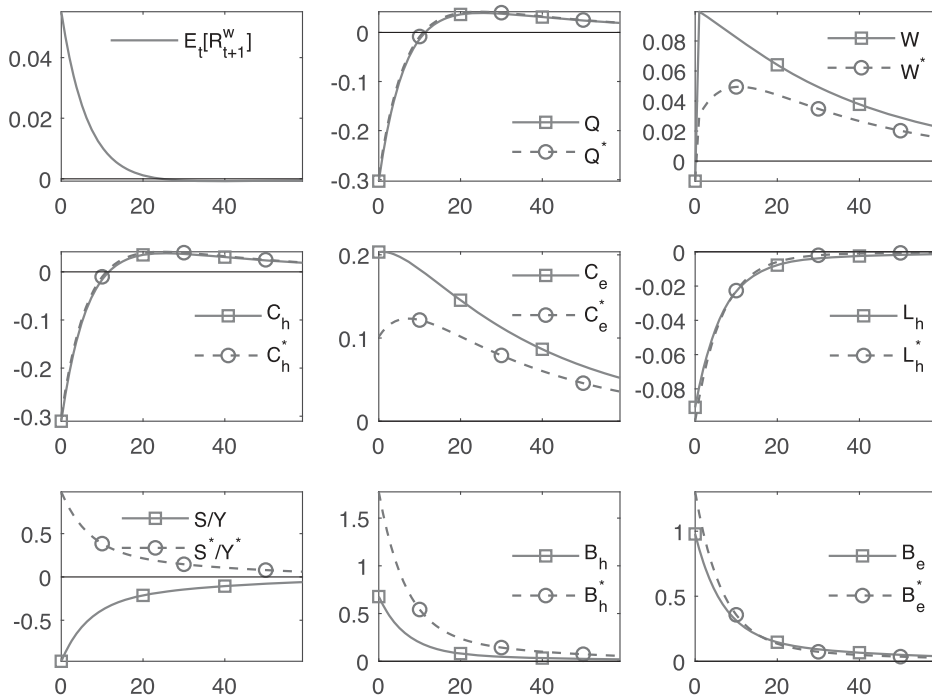 0.04
0.02
0
0 20 40
E_t[R^w_{t+1}]
0
-0.1
-0.2
-0.3
0 20 40
Q
Q*
0.08
0.06
0.04
0.02
0
0 20 40
W
W*
0
-0.1
-0.2
-0.3
0 20 40
C_h
C_h^*
0.2
0.1
0
0 20 40
C_e
C_e^*
0
-0.02
-0.04
-0.06
-0.08
0 20 40
L_h
L_h^*
0.5
0
-0.5
0 20 40
S/Y
S*/Y*
1.5
1
0.5
0
0 20 40
B_h
B_h^*
1
0.5
0
0 20 40
B_e
B_e^*